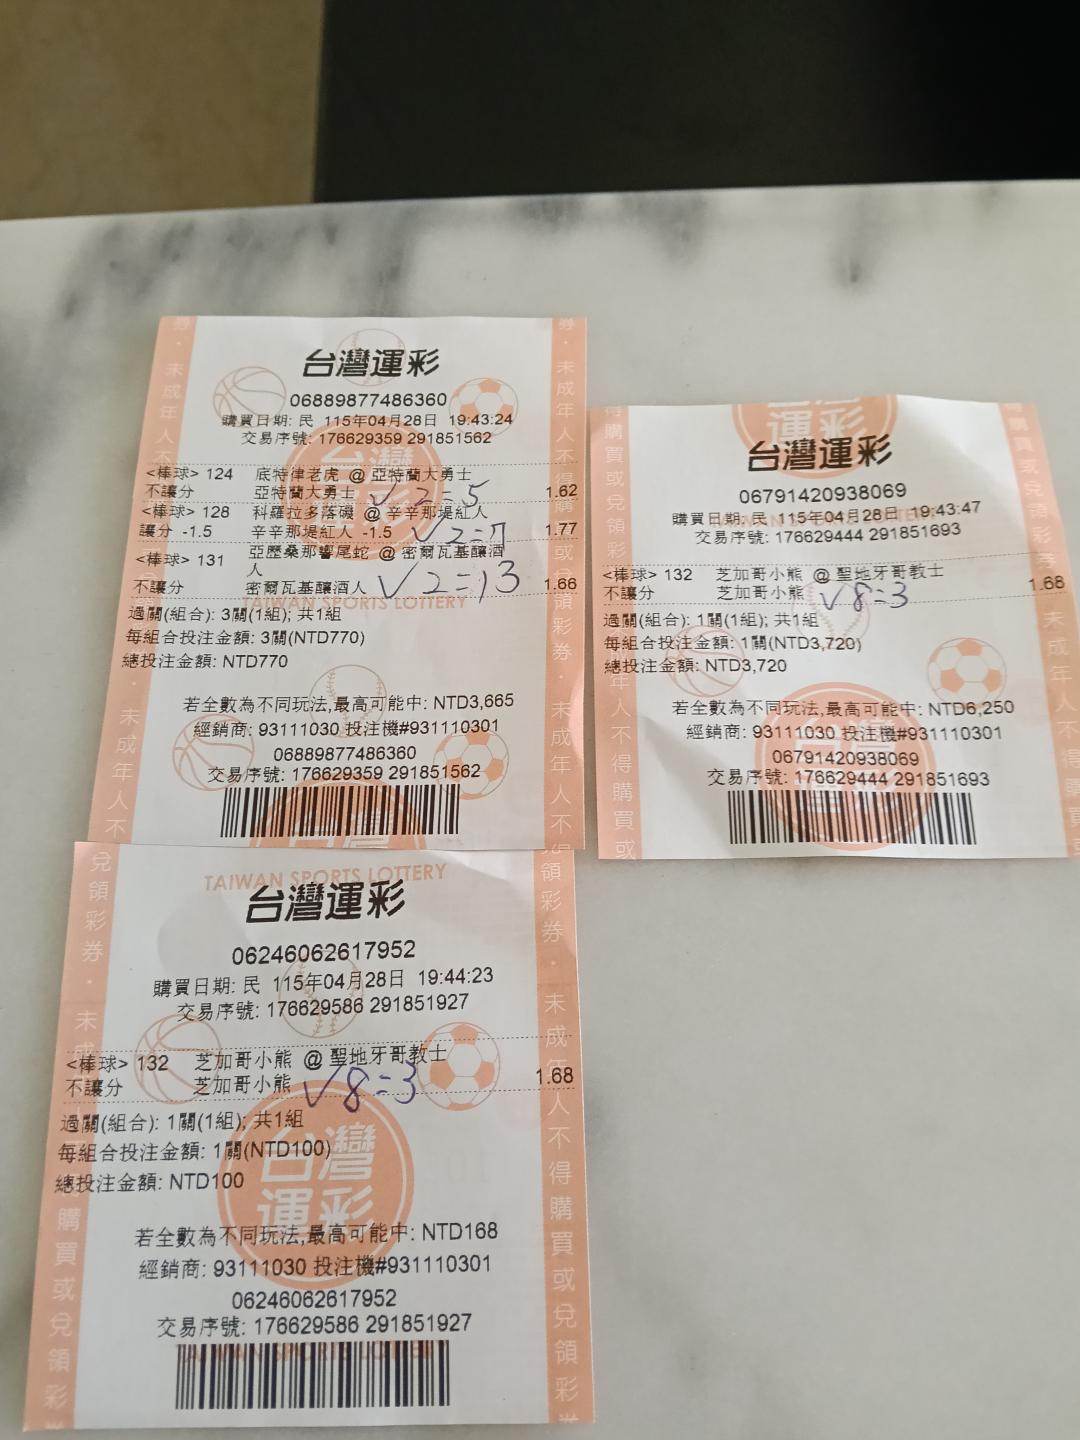 台灣運彩
06889877486360
購買日期: 民 115年04月28日 19:43:24
交易序號: 176629359 291851562
<棒球> 124 底特律老虎 @ 亞特蘭大勇士
不讓分 亞特蘭大勇士 ✓ 2=5 1.62
<棒球> 128 科羅拉多落磯 @ 辛辛那堤紅人
讓分 -1.5 辛辛那堤紅人 -1.5 ✓ 2=7 1.77
<棒球> 131 亞歷桑那響尾蛇 @ 密爾瓦基釀酒
人
不讓分 密爾瓦基釀酒人 ✓ 2=13 1.66
TAIWAN SPORTS LOTTERY
過關(組合): 3關(1組); 共1組
每組合投注金額: 3關(NTD770)
總投注金額: NTD770
若全數為不同玩法,最高可能中: NTD3,665
經銷商: 93111030 投注機#931110301
06889877486360
交易序號: 176629359 291851562
台灣運彩
06791420938069
購買日期: 民 115年04月28日 19:43:47
交易序號: 176629444 291851693
<棒球> 132 芝加哥小熊 @ 聖地牙哥教士
不讓分 芝加哥小熊 ✓ 8=3 1.68
過關(組合): 1關(1組); 共1組
每組合投注金額: 1關(NTD3,720)
總投注金額: NTD3,720
若全數為不同玩法,最高可能中: NTD6,250
經銷商: 93111030 投注機#931110301
06791420938069
交易序號: 176629444 291851693
TAIWAN SPORTS LOTTERY
台灣運彩
06246062617952
購買日期: 民 115年04月28日 19:44:23
交易序號: 176629586 291851927
<棒球> 132 芝加哥小熊 @ 聖地牙哥教士
不讓分 芝加哥小熊 ✓ 8=3 1.68
過關(組合): 1關(1組); 共1組
每組合投注金額: 1關(NTD100)
總投注金額: NTD100
台灣
運彩
若全數為不同玩法,最高可能中: NTD168
經銷商: 93111030 投注機#931110301
06246062617952
交易序號: 176629586 291851927